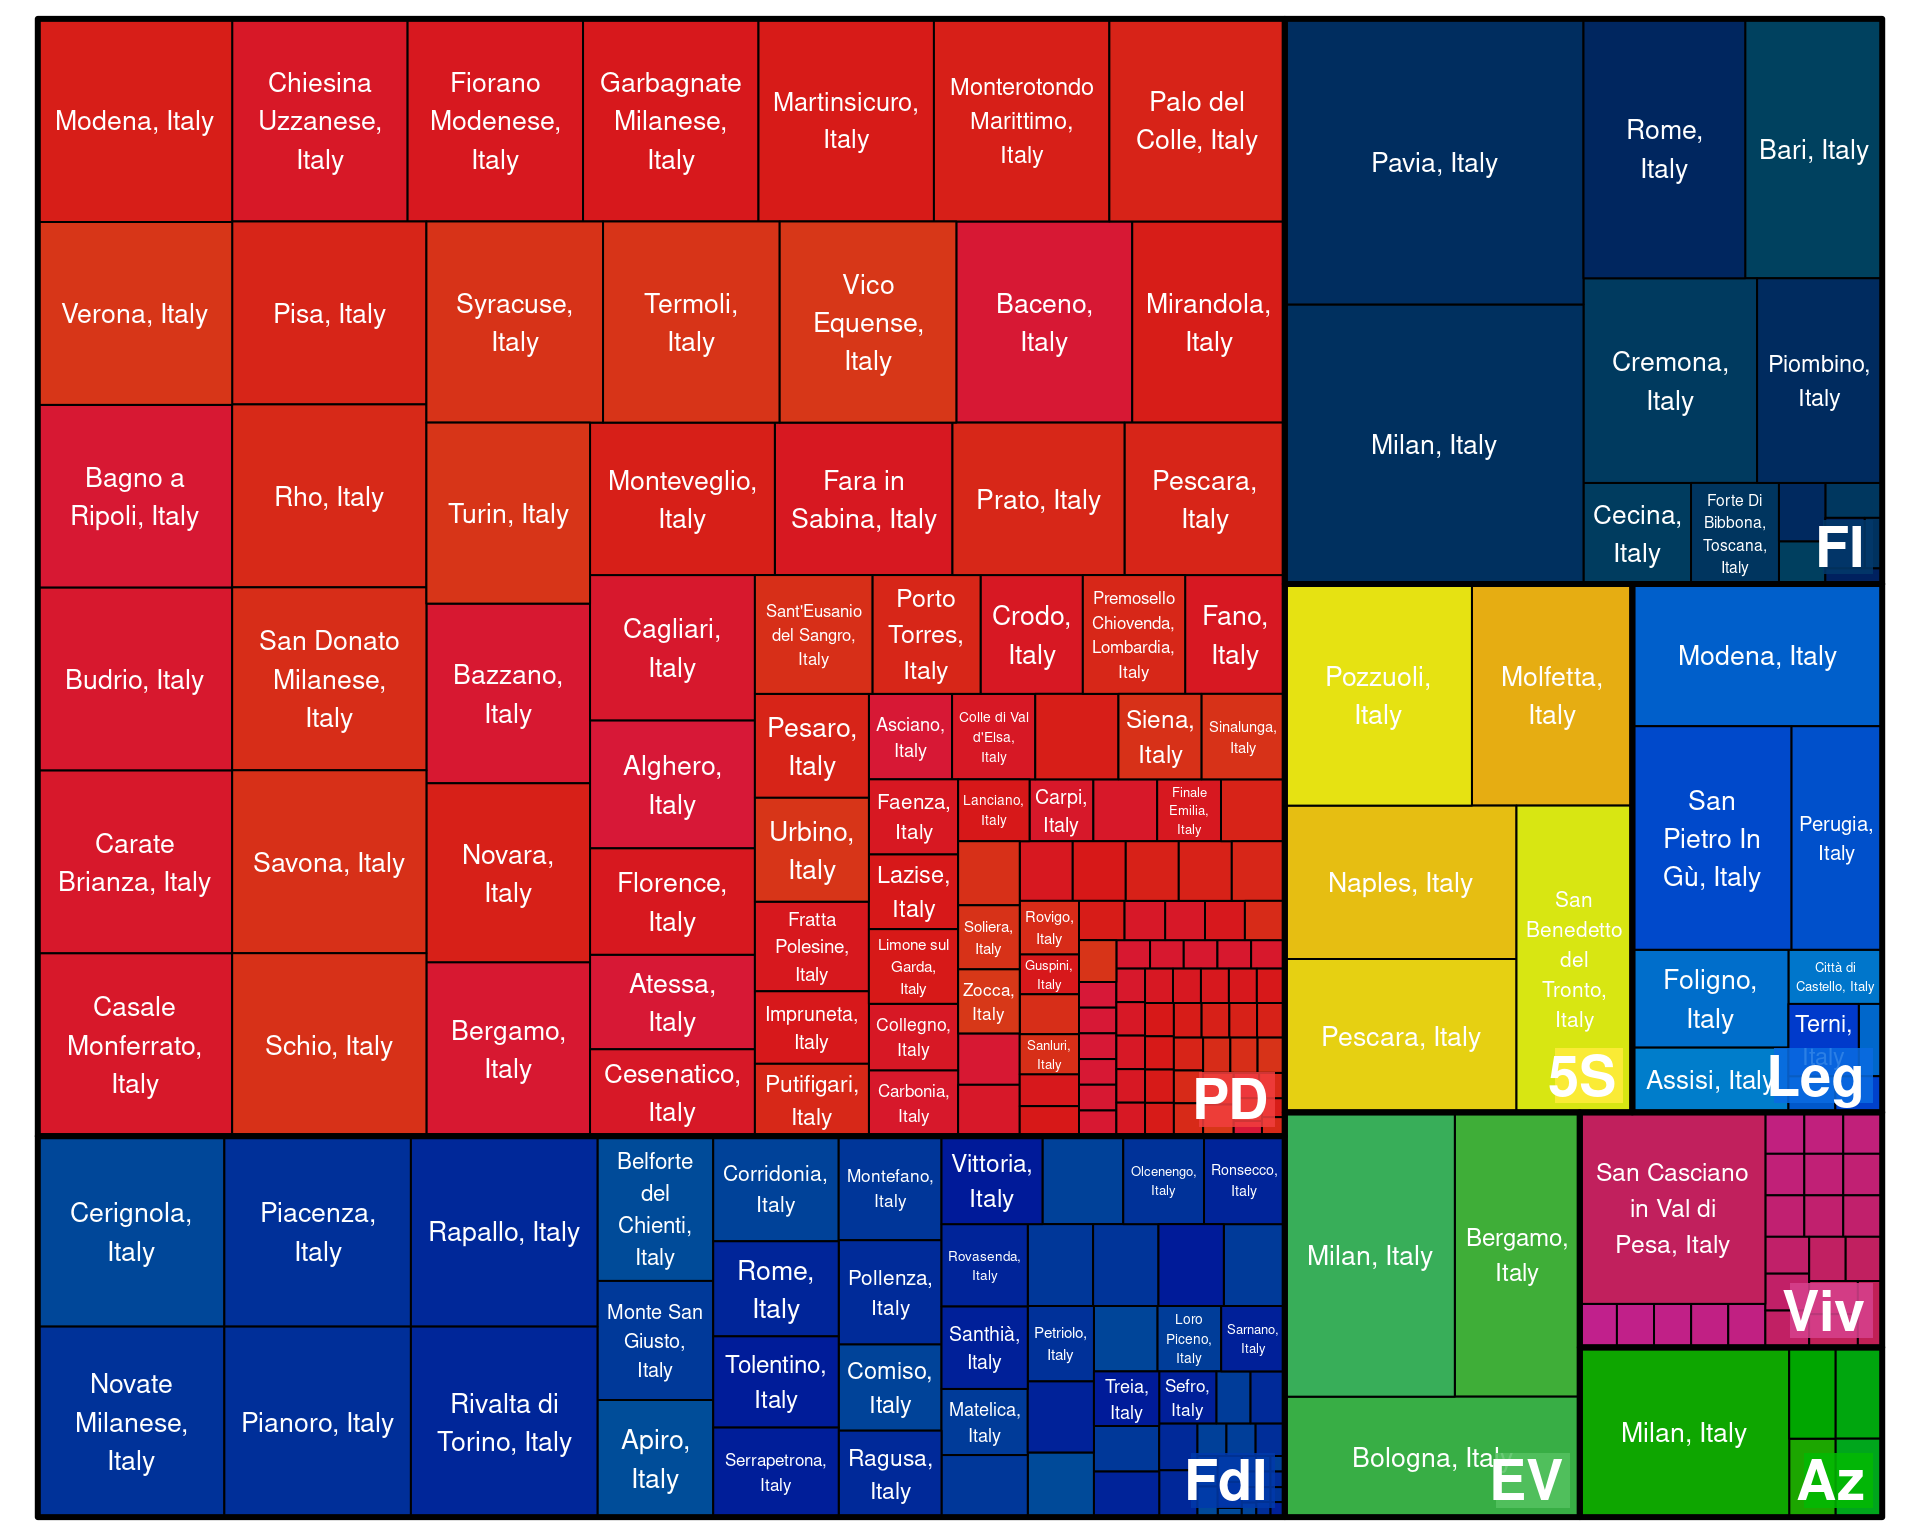 Modena, Italy
Chiesina
Uzzanese,
Italy
Fiorano
Modenese,
Italy
Garbagnate
Milanese,
Italy
Martinsicuro,
Italy
Monterotondo
Marittimo,
Italy
Palo del
Colle, Italy
Verona, Italy
Pisa, Italy
Syracuse,
Italy
Termoli,
Italy
Vico
Equense,
Italy
Baceno,
Italy
Mirandola,
Italy
Bagno a
Ripoli, Italy
Rho, Italy
Turin, Italy
Monteveglio,
Italy
Fara in
Sabina, Italy
Prato, Italy
Pescara,
Italy
Budrio, Italy
San Donato
Milanese,
Italy
Bazzano,
Italy
Cagliari,
Italy
Sant'Eusanio
del Sangro,
Italy
Porto
Torres,
Italy
Crodo,
Italy
Premosello
Chiovenda,
Lombardia,
Italy
Fano,
Italy
Alghero,
Italy
Pesaro,
Italy
Asciano,
Italy
Colle di Val
d'Elsa,
Italy
Siena,
Italy
Sinalunga,
Italy
Carate
Brianza, Italy
Savona, Italy
Novara,
Italy
Florence,
Italy
Urbino,
Italy
Faenza,
Italy
Lanciano,
Italy
Carpi,
Italy
Finale
Emilia,
Italy
Lazise,
Italy
Fratta
Polesine,
Italy
Limone sul
Garda,
Italy
Soliera,
Italy
Rovigo,
Italy
Guspini,
Italy
Casale
Monferrato,
Italy
Schio, Italy
Bergamo,
Italy
Atessa,
Italy
Impruneta,
Italy
Collegno,
Italy
Zocca,
Italy
Sanluri,
Italy
Cesenatico,
Italy
Putifigari,
Italy
Carbonia,
Italy
PD
Pavia, Italy
Rome,
Italy
Bari, Italy
Milan, Italy
Cremona,
Italy
Piombino,
Italy
Cecina,
Italy
Forte Di
Bibbona,
Toscana,
Italy
FI
Pozzuoli,
Italy
Molfetta,
Italy
Naples, Italy
San
Benedetto
del
Tronto,
Italy
Pescara, Italy
5S
Modena, Italy
San
Pietro In
Gù, Italy
Perugia,
Italy
Foligno,
Italy
Città di
Castello, Italy
Terni,
Italy
Assisi, Italy
Leg
Cerignola,
Italy
Piacenza,
Italy
Rapallo, Italy
Belforte
del
Chienti,
Italy
Corridonia,
Italy
Montefano,
Italy
Vittoria,
Italy
Olcenengo,
Italy
Ronsecco,
Italy
Rome,
Italy
Pollenza,
Italy
Rovasenda,
Italy
Monte San
Giusto,
Italy
Santhià,
Italy
Petriolo,
Italy
Loro
Piceno,
Italy
Sarnano,
Italy
Novate
Milanese,
Italy
Pianoro, Italy
Rivalta di
Torino, Italy
Apiro,
Italy
Tolentino,
Italy
Comiso,
Italy
Matelica,
Italy
Treia,
Italy
Sefro,
Italy
Serrapetrona,
Italy
Ragusa,
Italy
FdI
Milan, Italy
Bergamo,
Italy
Bologna, Italy
EV
San Casciano
in Val di
Pesa, Italy
Viv
Milan, Italy
Az